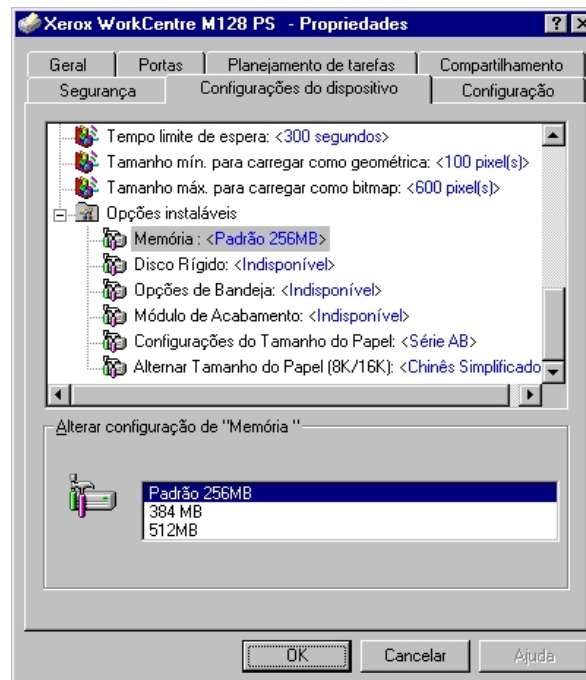 Xerox WorkCentre M128 PS - Propriedades
Geral Portas Planejamento de tarefas Compartilhamento
Segurança Configurações do dispositivo Configuração
Tempo limite de espera: <300 segundos>
Tamanho mín. para carregar como geométrica: <100 pixel(s)>
Tamanho máx. para carregar como bitmap: <600 pixel(s)>
Opções instaláveis
Memória : <Padrão 256MB>
Disco Rígido: <Indisponível>
Opções de Bandeja: <Indisponível>
Módulo de Acabamento: <Indisponível>
Configurações do Tamanho do Papel: <Série AB>
Alternar Tamanho do Papel (8K/16K): <Chinês Simplificado
Alterar configuração de "Memória "
Padrão 256MB
384 MB
512MB
OK Cancelar Ajuda